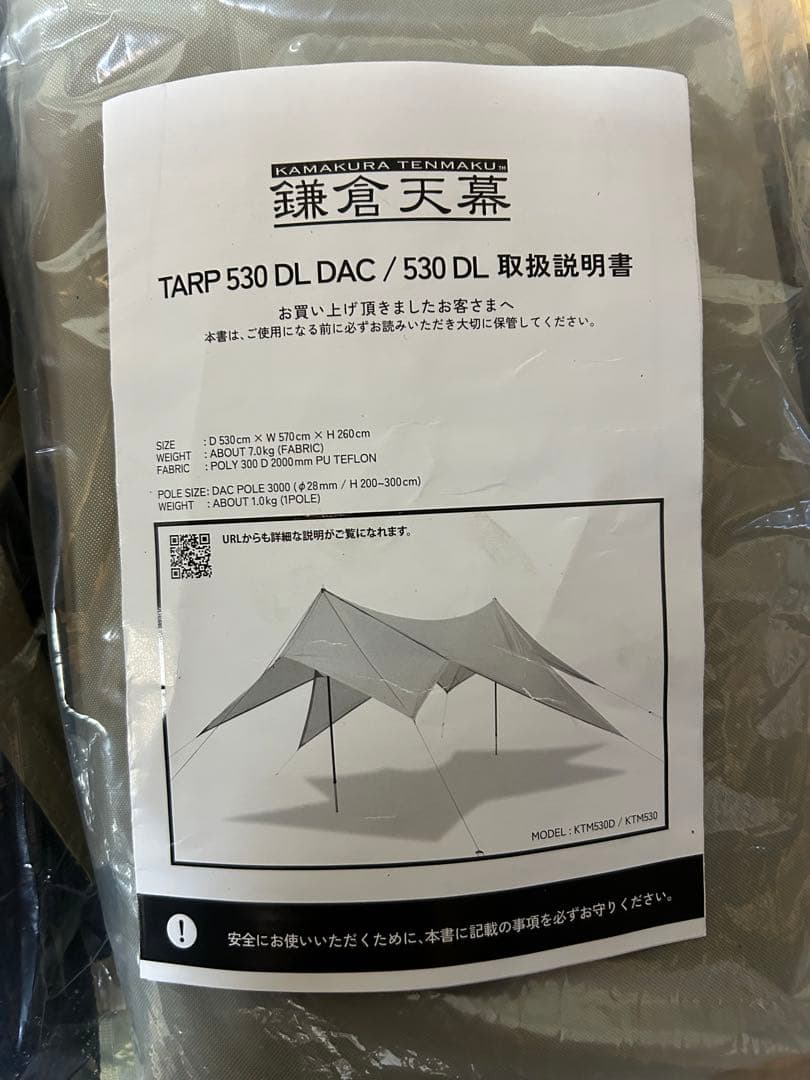 KAMAKURA TENMAKU™
鎌倉天幕
TARP 530 DL DAC / 530 DL 取扱説明書
お買い上げ頂きましたお客さまへ
本書は、ご使用になる前に必ずお読みいただき大切に保管してください。
SIZE : D 530cm × W 570cm × H 260cm
WEIGHT : ABOUT 7.0kg (FABRIC)
FABRIC : POLY 300 D 2000mm PU TEFLON
POLE SIZE: DAC POLE 3000 (φ28mm / H 200~300cm)
WEIGHT : ABOUT 1.0kg (1POLE)
URLからも詳細な説明がご覧になれます。
MODEL : KTM530D / KTM530
! 安全にお使いいただくために、本書に記載の事項を必ずお守りください。